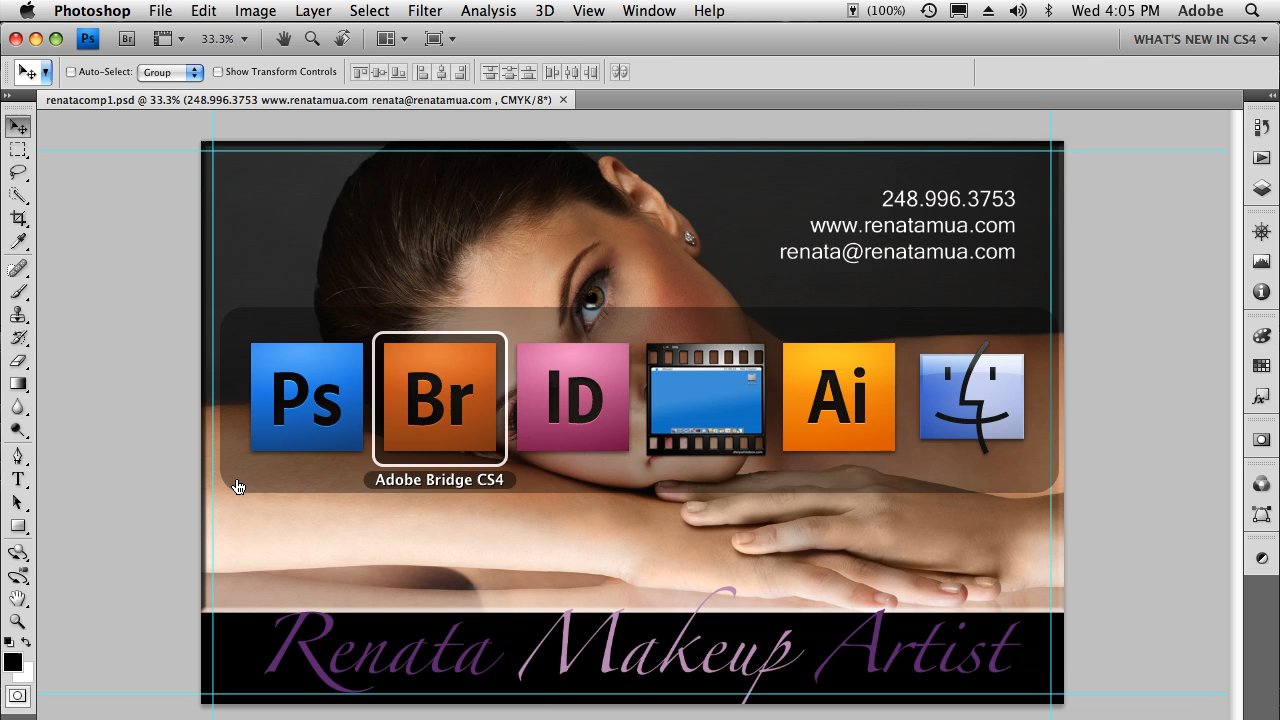 Photoshop File Edit Image Layer Select Filter Analysis 3D View Window Help (100%) Wed 4:05 PM Adobe
Ps Br 33.3% WHAT'S NEW IN CS4
Auto-Select: Group Show Transform Controls
renatacomp1.psd @ 33.3% (248.996.3753 www.renatamua.com renata@renatamua.com , CMYK/8*)
248.996.3753
www.renatamua.com
renata@renatamua.com
Ps Br ID Ai
Adobe Bridge CS4
T
Renata Makeup Artist